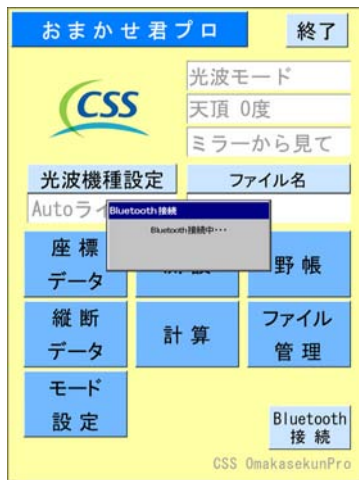 おまかせ君プロ
終了
CSS
光波モード
天頂 0度
ミラーから見て
光波機種設定
ファイル名
Autoラ
Bluetooth接続
Bluetooth接続中・・・
座標
データ
野帳
縦断
データ
計算
ファイル
管理
モード
設定
Bluetooth
接続
CSS OmakasekunPro